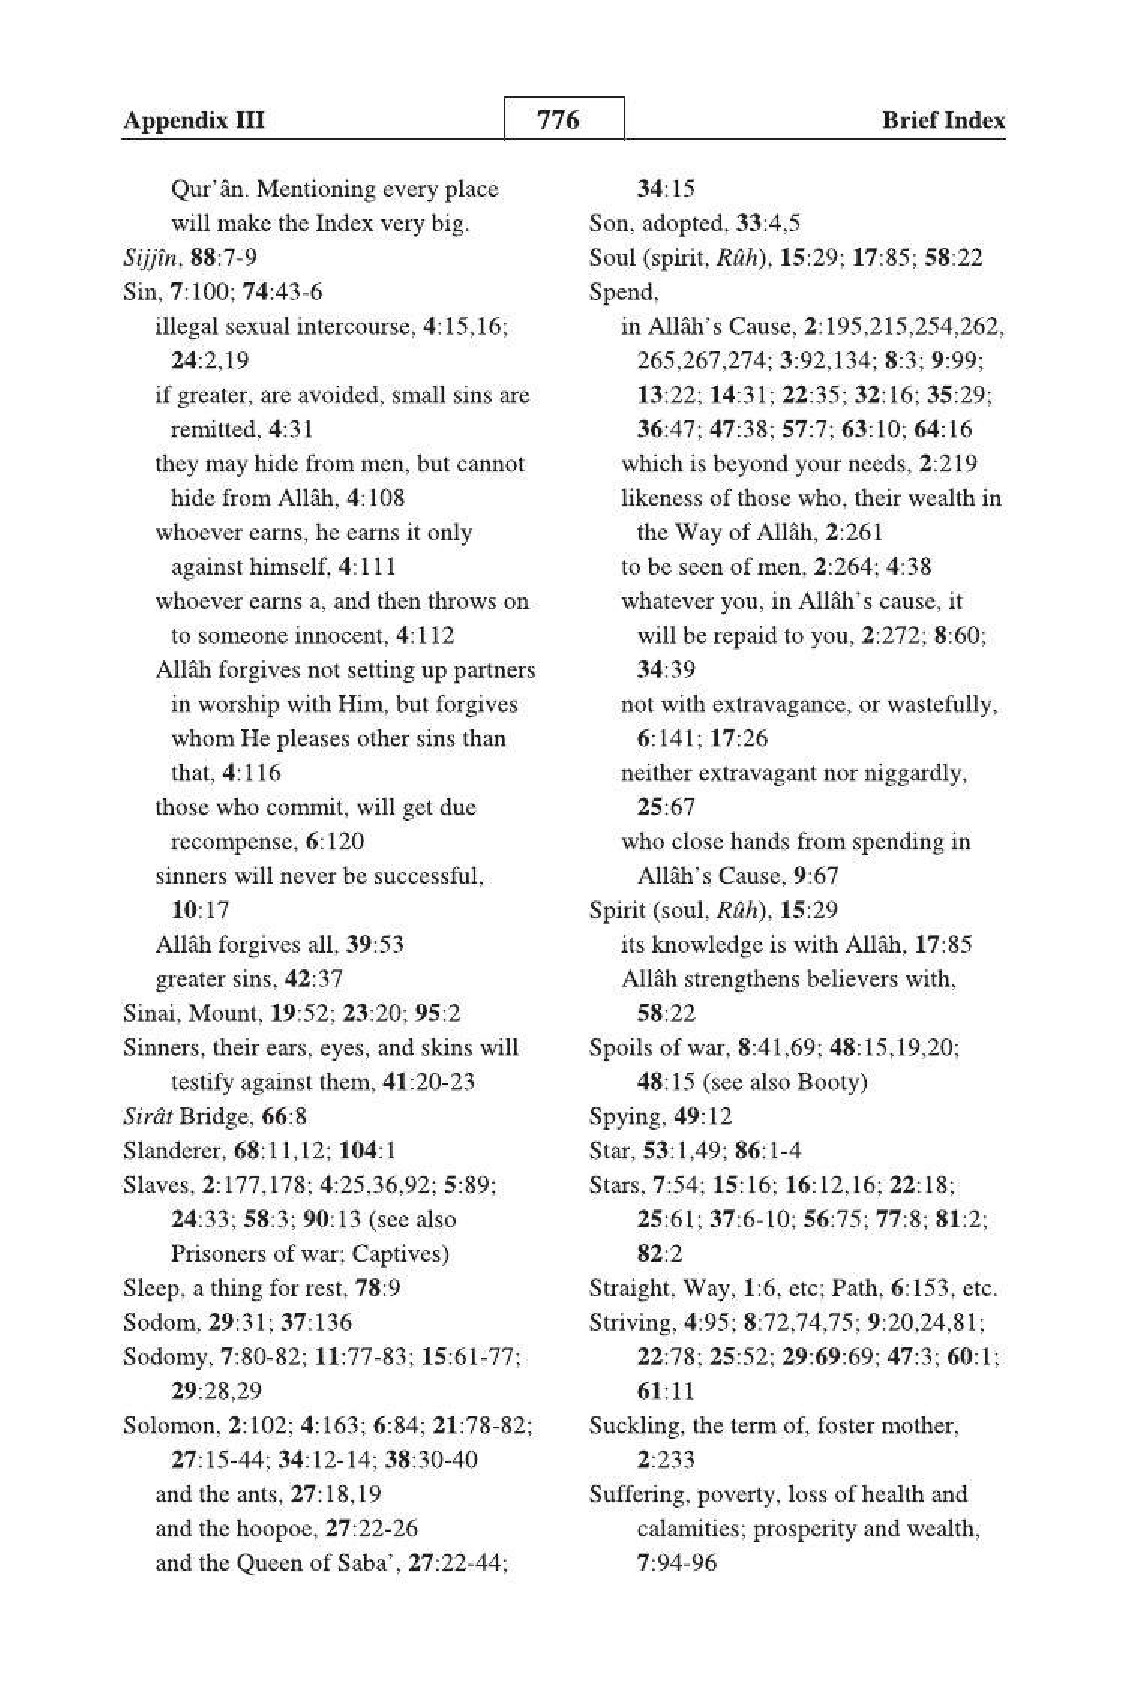 Appendix III 776 Brief Index
Qur’ân. Mentioning every place
will make the Index very big.
Sijjîn, 88:7-9
Sin, 7:100; 74:43-6
illegal sexual intercourse, 4:15,16;
24:2,19
if greater, are avoided, small sins are
remitted, 4:31
they may hide from men, but cannot
hide from Allâh, 4:108
whoever earns, he earns it only
against himself, 4:111
whoever earns a, and then throws on
to someone innocent, 4:112
Allâh forgives not setting up partners
in worship with Him, but forgives
whom He pleases other sins than
that, 4:116
those who commit, will get due
recompense, 6:120
sinners will never be successful,
10:17
Allâh forgives all, 39:53
greater sins, 42:37
Sinai, Mount, 19:52; 23:20; 95:2
Sinners, their ears, eyes, and skins will
testify against them, 41:20-23
Sirât Bridge, 66:8
Slanderer, 68:11,12; 104:1
Slaves, 2:177,178; 4:25,36,92; 5:89;
24:33; 58:3; 90:13 (see also
Prisoners of war; Captives)
Sleep, a thing for rest, 78:9
Sodom, 29:31; 37:136
Sodomy, 7:80-82; 11:77-83; 15:61-77;
29:28,29
Solomon, 2:102; 4:163; 6:84; 21:78-82;
27:15-44; 34:12-14; 38:30-40
and the ants, 27:18,19
and the hoopoe, 27:22-26
and the Queen of Saba’, 27:22-44;
34:15
Son, adopted, 33:4,5
Soul (spirit, Rûh), 15:29; 17:85; 58:22
Spend,
in Allâh’s Cause, 2:195,215,254,262,
265,267,274; 3:92,134; 8:3; 9:99;
13:22; 14:31; 22:35; 32:16; 35:29;
36:47; 47:38; 57:7; 63:10; 64:16
which is beyond your needs, 2:219
likeness of those who, their wealth in
the Way of Allâh, 2:261
to be seen of men, 2:264; 4:38
whatever you, in Allâh’s cause, it
will be repaid to you, 2:272; 8:60;
34:39
not with extravagance, or wastefully,
6:141; 17:26
neither extravagant nor niggardly,
25:67
who close hands from spending in
Allâh’s Cause, 9:67
Spirit (soul, Rûh), 15:29
its knowledge is with Allâh, 17:85
Allâh strengthens believers with,
58:22
Spoils of war, 8:41,69; 48:15,19,20;
48:15 (see also Booty)
Spying, 49:12
Star, 53:1,49; 86:1-4
Stars, 7:54; 15:16; 16:12,16; 22:18;
25:61; 37:6-10; 56:75; 77:8; 81:2;
82:2
Straight, Way, 1:6, etc; Path, 6:153, etc.
Striving, 4:95; 8:72,74,75; 9:20,24,81;
22:78; 25:52; 29:69:69; 47:3; 60:1;
61:11
Suckling, the term of, foster mother,
2:233
Suffering, poverty, loss of health and
calamities; prosperity and wealth,
7:94-96